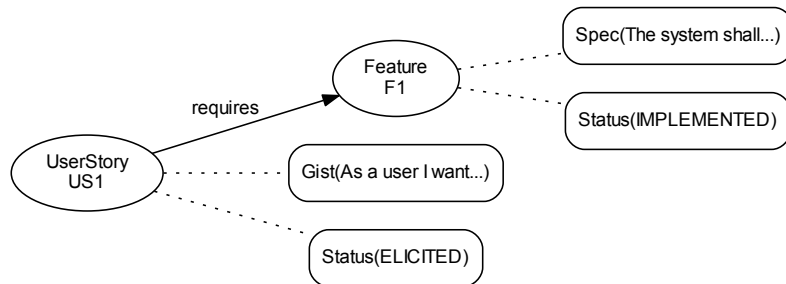 Spec(The system shall...)
Feature
F1
requires
Status(IMPLEMENTED)
UserStory
US1
Gist(As a user I want...)
Status(ELICITED)